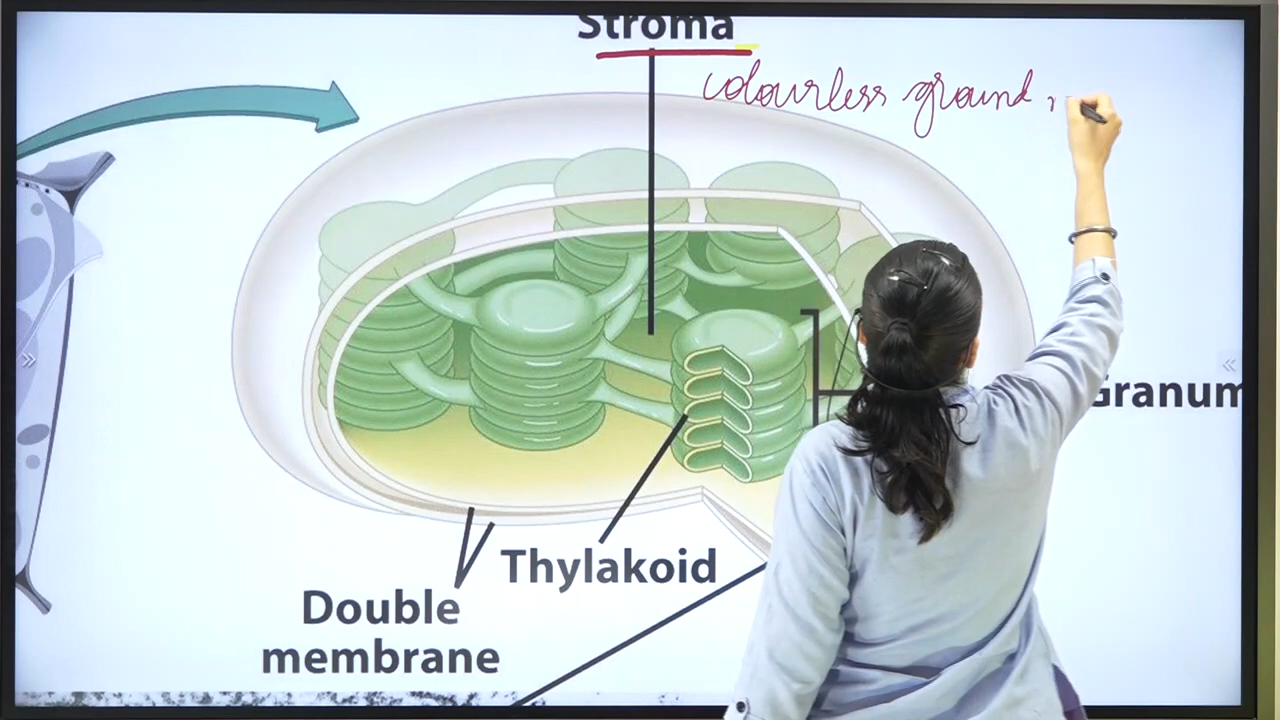 Stroma
colourless ground
Granum
Thylakoid
Double
membrane